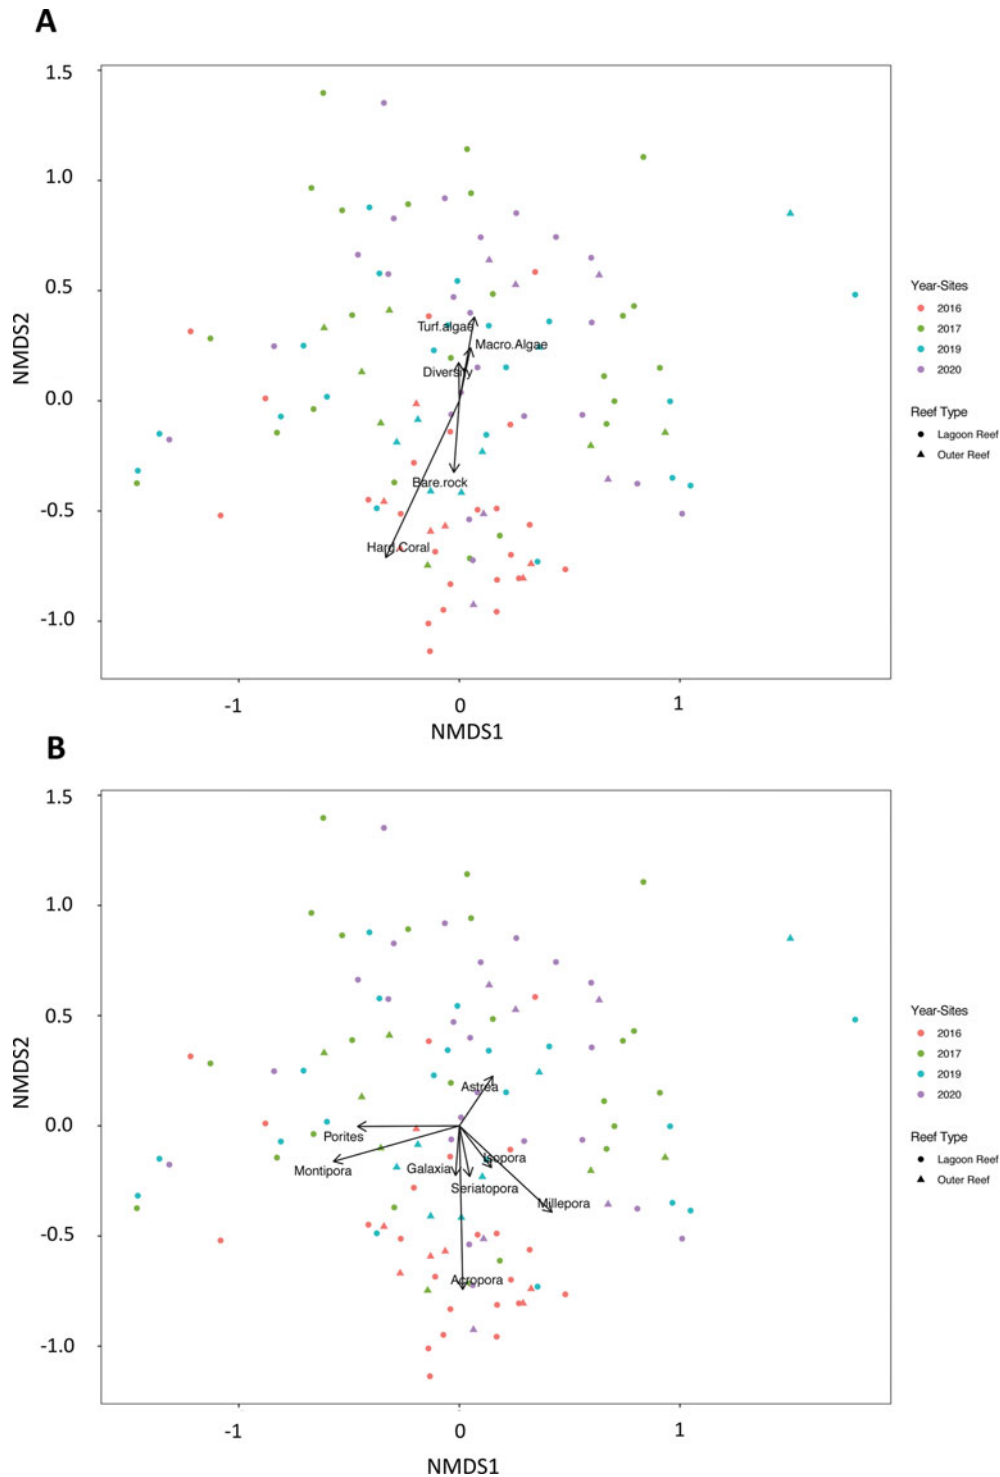 A
1.5
1.0
0.5
0.0
-0.5
-1.0
NMDS2
Turf.algae
Macro.Algae
Diversity
Bare.rock
Hard.Coral
-1 0 1
NMDS1
Year-Sites
2016
2017
2019
2020
Reef Type
Lagoon Reef
Outer Reef
B
1.5
1.0
0.5
0.0
-0.5
-1.0
NMDS2
Astrea
Porites
Montipora
Galaxia
Isopora
Seriatopora
Millepora
Acropora
-1 0 1
NMDS1
Year-Sites
2016
2017
2019
2020
Reef Type
Lagoon Reef
Outer Reef